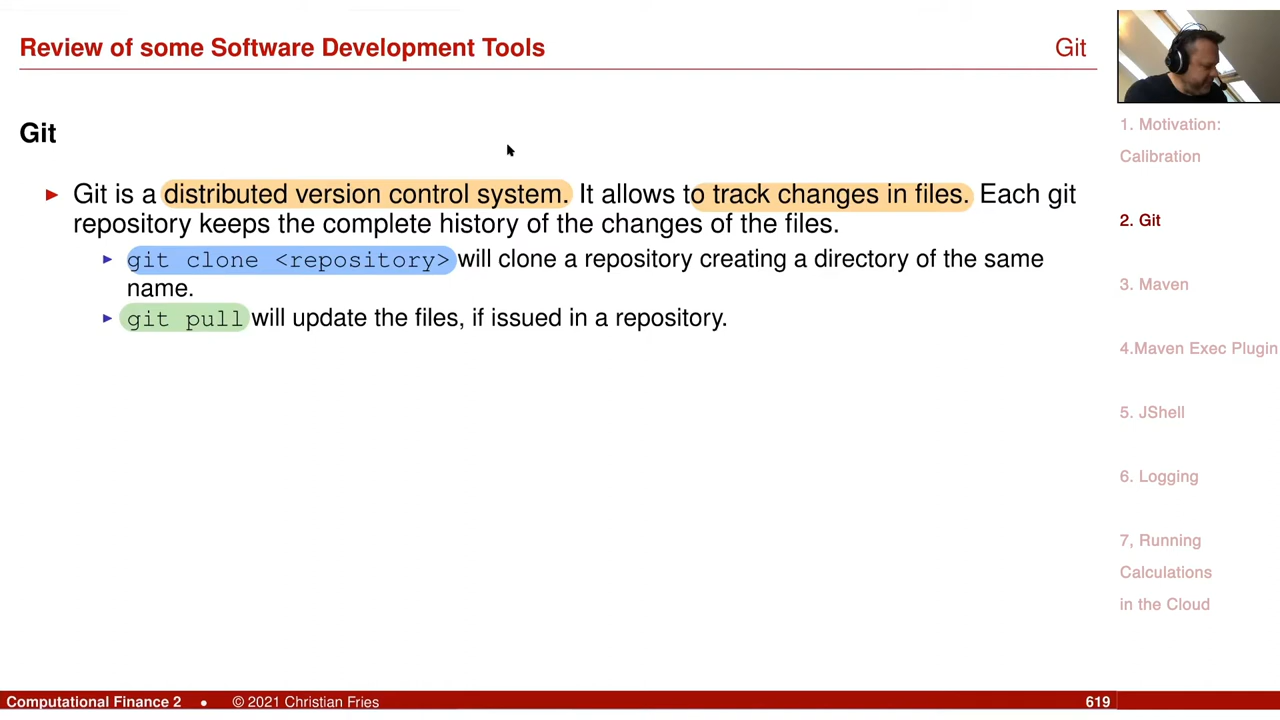 Review of some Software Development Tools
Git
Git
Git is a distributed version control system. It allows to track changes in files. Each git
repository keeps the complete history of the changes of the files.
git clone <repository> will clone a repository creating a directory of the same
name.
git pull will update the files, if issued in a repository.
1. Motivation:
Calibration
2. Git
3. Maven
4.Maven Exec Plugin
5. JShell
6. Logging
7, Running
Calculations
in the Cloud
Computational Finance 2 • © 2021 Christian Fries
619